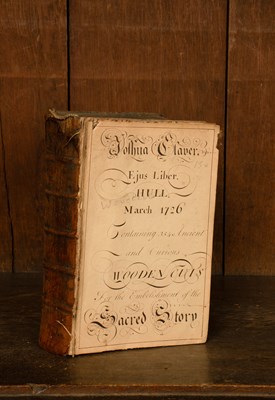 Joshua Claver.
Ejus Liber.
HULL,
March 1726
Containing Ancient
and Curious
WOODEN CUTS
For the Embelishment of the
Sacred Story